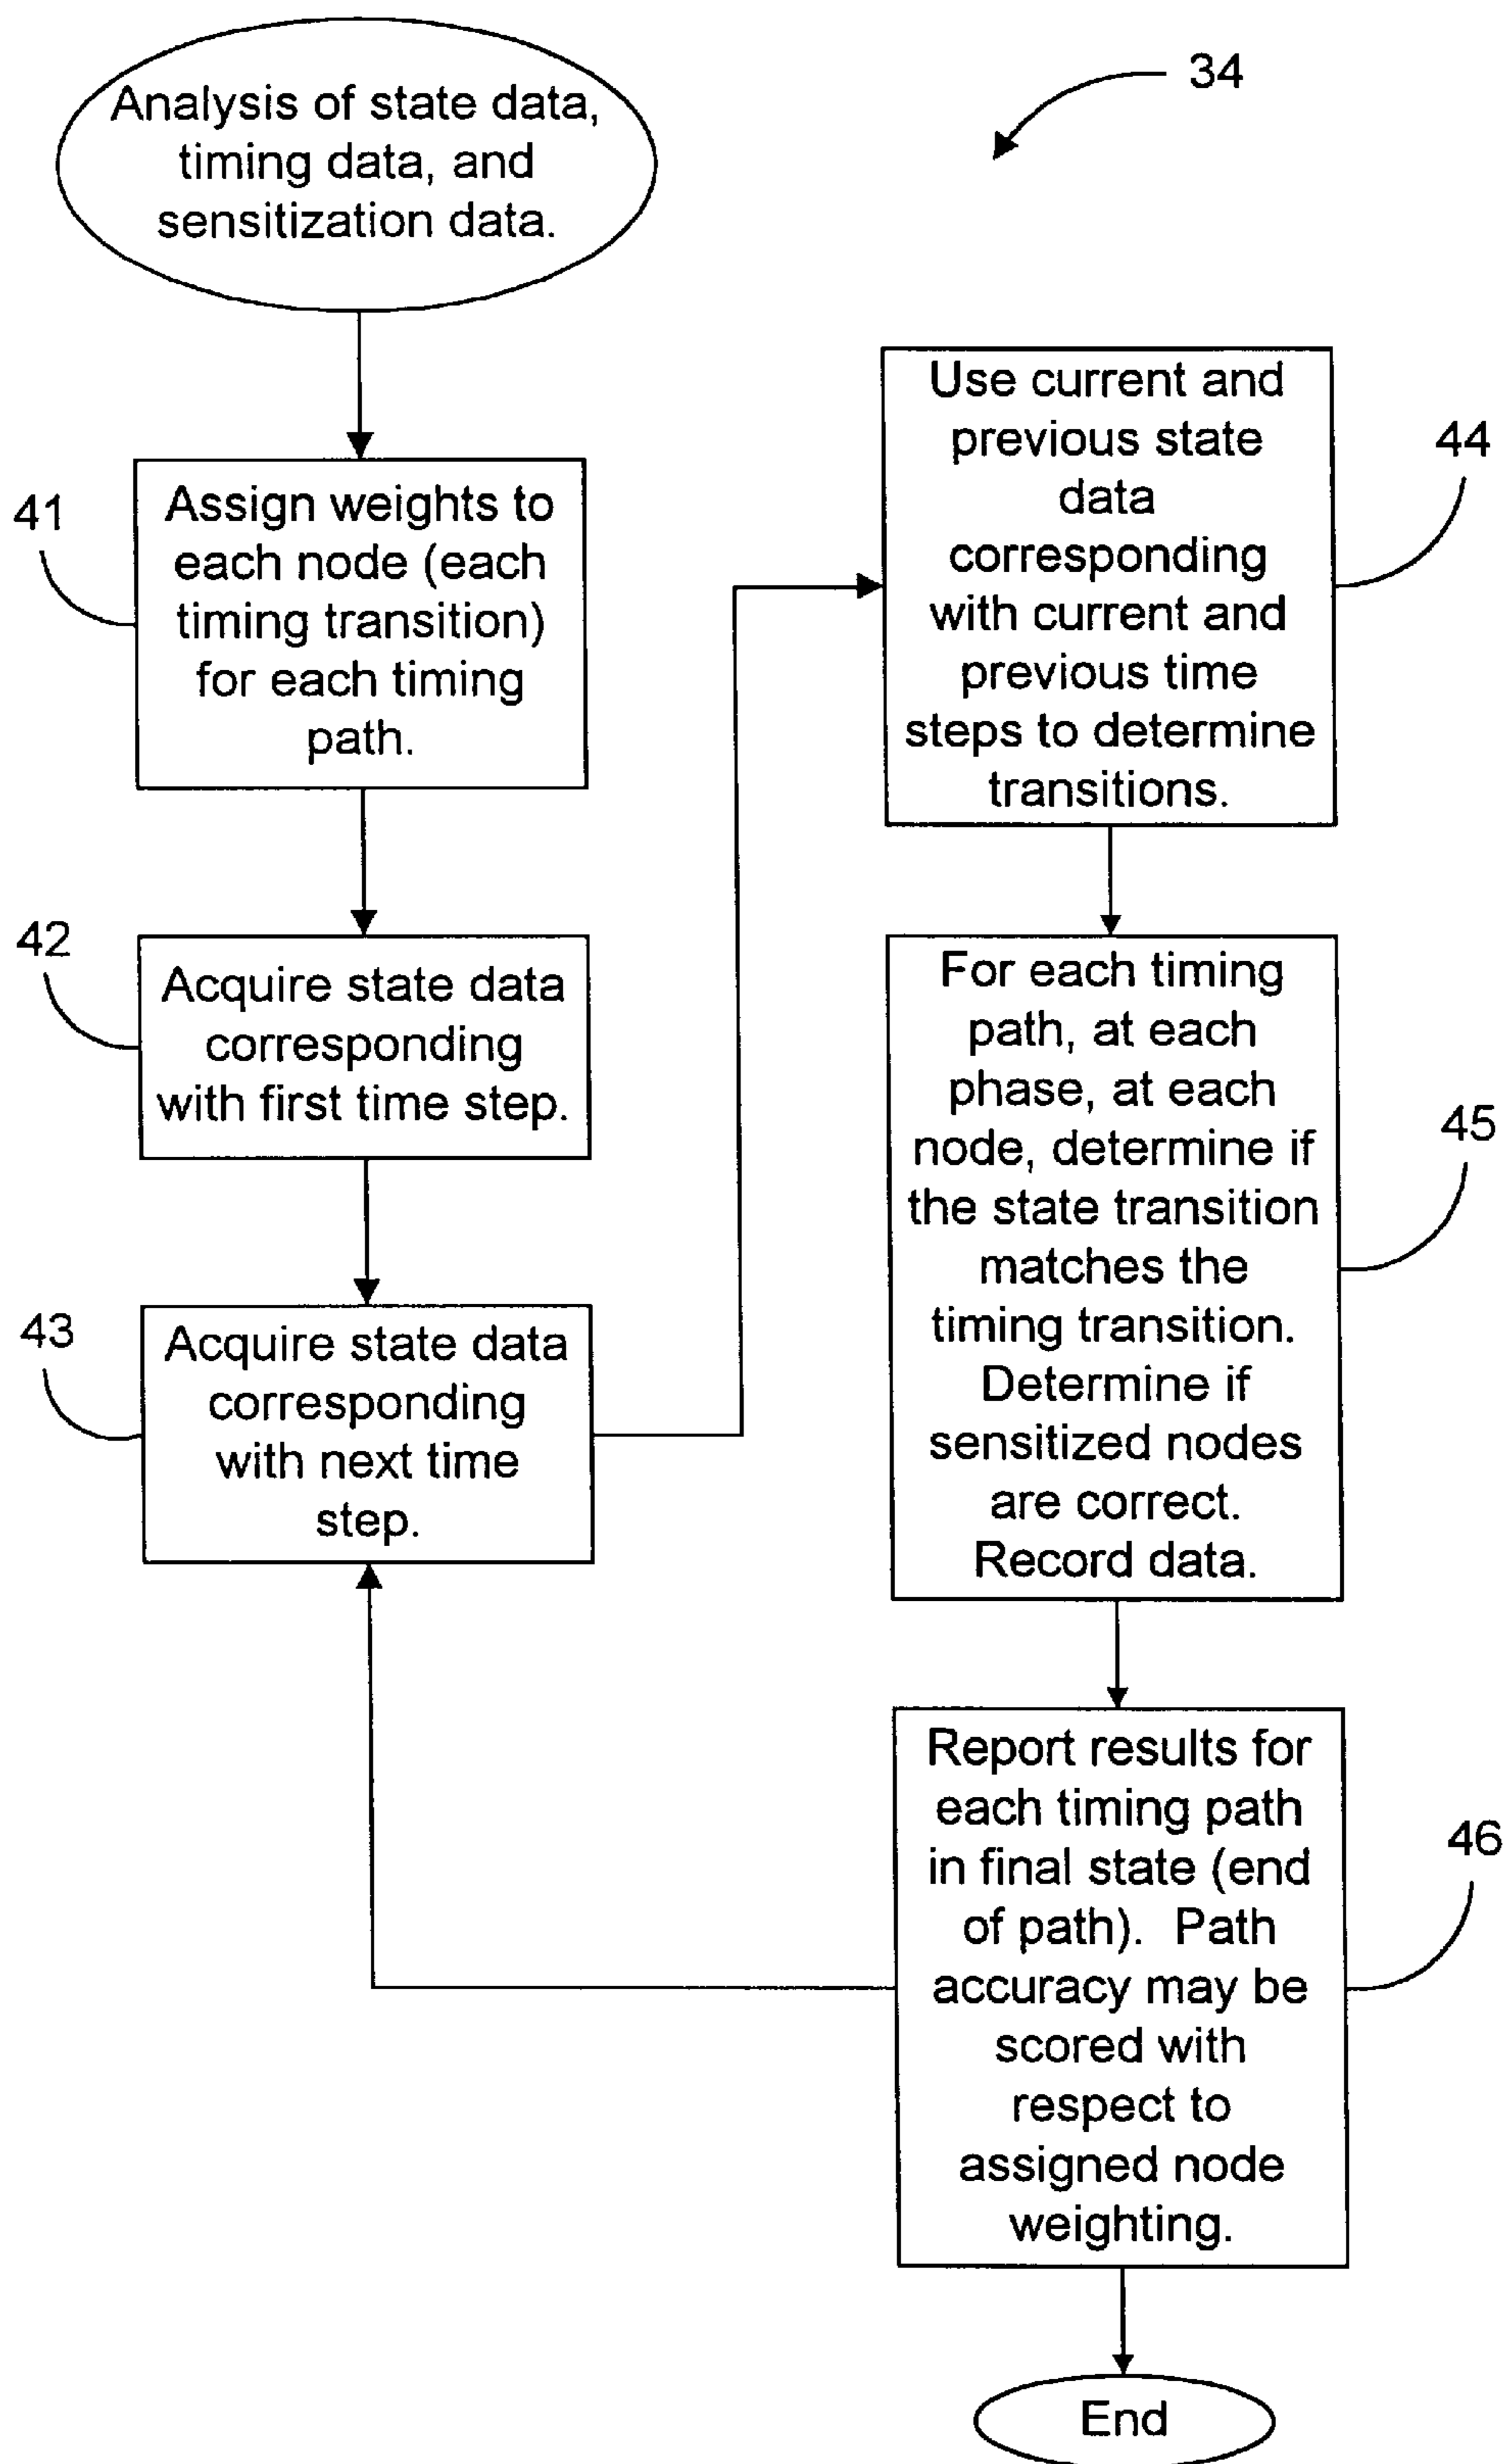 34
Analysis of state data,
timing data, and
sensitization data.
41
Assign weights to
each node (each
timing transition)
for each timing
path.
42
Acquire state data
corresponding
with first time step.
43
Acquire state data
corresponding
with next time
step.
44
Use current and
previous state
data
corresponding
with current and
previous time
steps to determine
transitions.
45
For each timing
path, at each
phase, at each
node, determine if
the state transition
matches the
timing transition.
Determine if
sensitized nodes
are correct.
Record data.
46
Report results for
each timing path
in final state (end
of path).  Path
accuracy may be
scored with
respect to
assigned node
weighting.
End